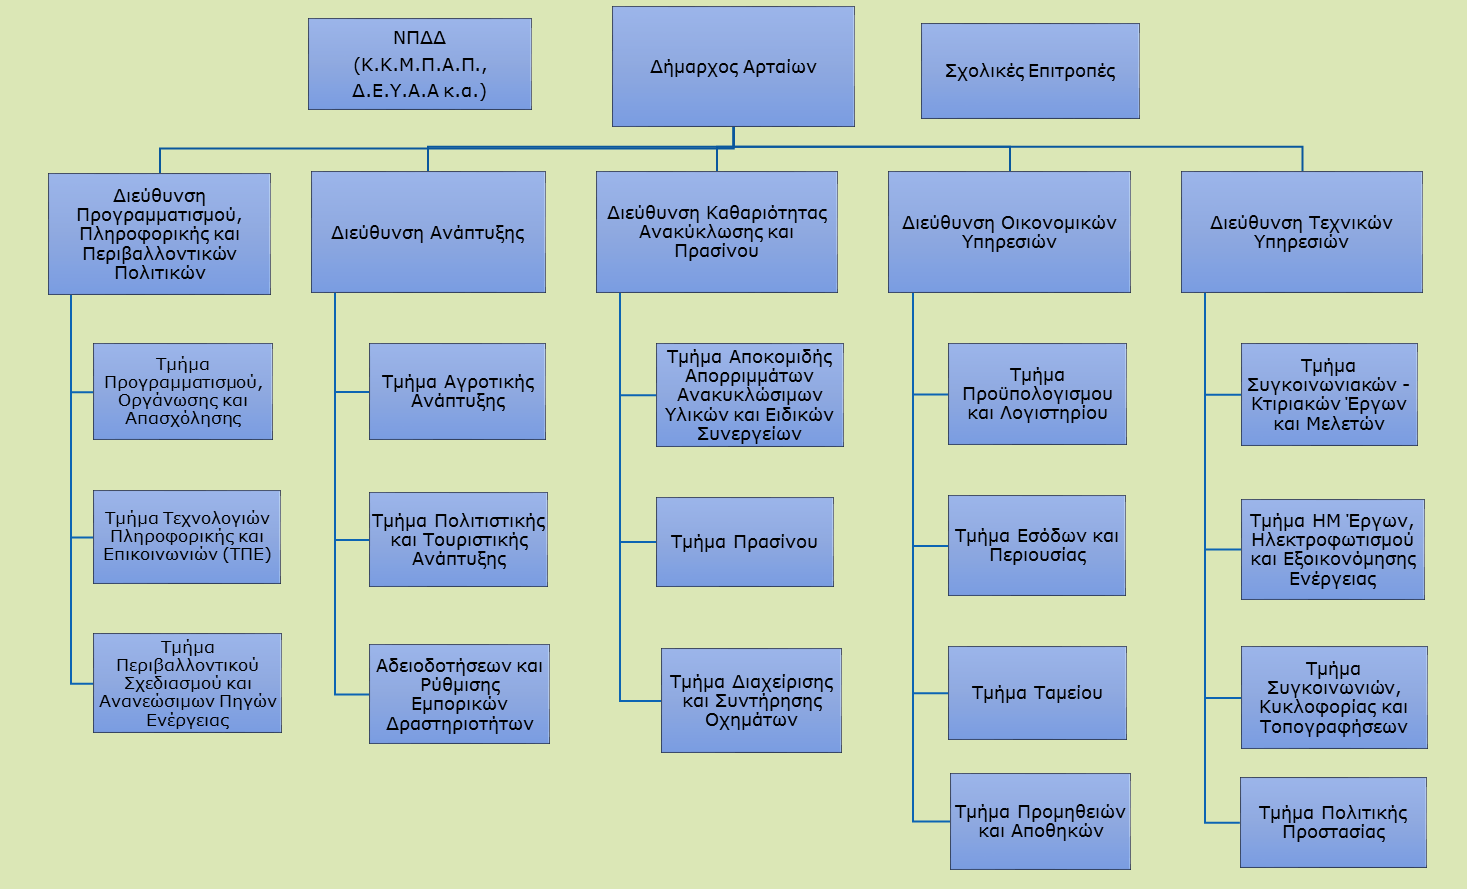 ΝΠΔΔ
(Κ.Κ.Μ.Π.Α.Π.,
Δ.Ε.Υ.Α.Α κ.α.)
Δήμαρχος Αρταίων
Σχολικές Επιτροπές
Διεύθυνση
Προγραμματισμού,
Πληροφορικής και
Περιβαλλοντικών
Πολιτικών
Διεύθυνση Ανάπτυξης
Διεύθυνση Καθαριότητας
Ανακύκλωσης και
Πρασίνου
Διεύθυνση Οικονομικών
Υπηρεσιών
Διεύθυνση Τεχνικών
Υπηρεσιών
Τμήμα
Προγραμματισμού,
Οργάνωσης και
Απασχόλησης
Τμήμα Τεχνολογιών
Πληροφορικής και
Επικοινωνιών (ΤΠΕ)
Τμήμα
Περιβαλλοντικού
Σχεδιασμού και
Ανανεώσιμων Πηγών
Ενέργειας
Τμήμα Αγροτικής
Ανάπτυξης
Τμήμα Πολιτιστικής
και Τουριστικής
Ανάπτυξης
Αδειοδοτήσεων και
Ρύθμισης
Εμπορικών
Δραστηριοτήτων
Τμήμα Αποκομιδής
Απορριμμάτων
Ανακυκλώσιμων
Υλικών και Ειδικών
Συνεργείων
Τμήμα Πρασίνου
Τμήμα Διαχείρισης
και Συντήρησης
Οχημάτων
Τμήμα
Προϋπολογισμου
και Λογιστηρίου
Τμήμα Εσόδων και
Περιουσίας
Τμήμα Ταμείου
Τμήμα Προμηθειών
και Αποθηκών
Τμήμα
Συγκοινωνιακών -
Κτιριακών Έργων
και Μελετών
Τμήμα ΗΜ Έργων,
Ηλεκτροφωτισμού
και Εξοικονόμησης
Ενέργειας
Τμήμα
Συγκοινωνιών,
Κυκλοφορίας και
Τοπογραφήσεων
Τμήμα Πολιτικής
Προστασίας